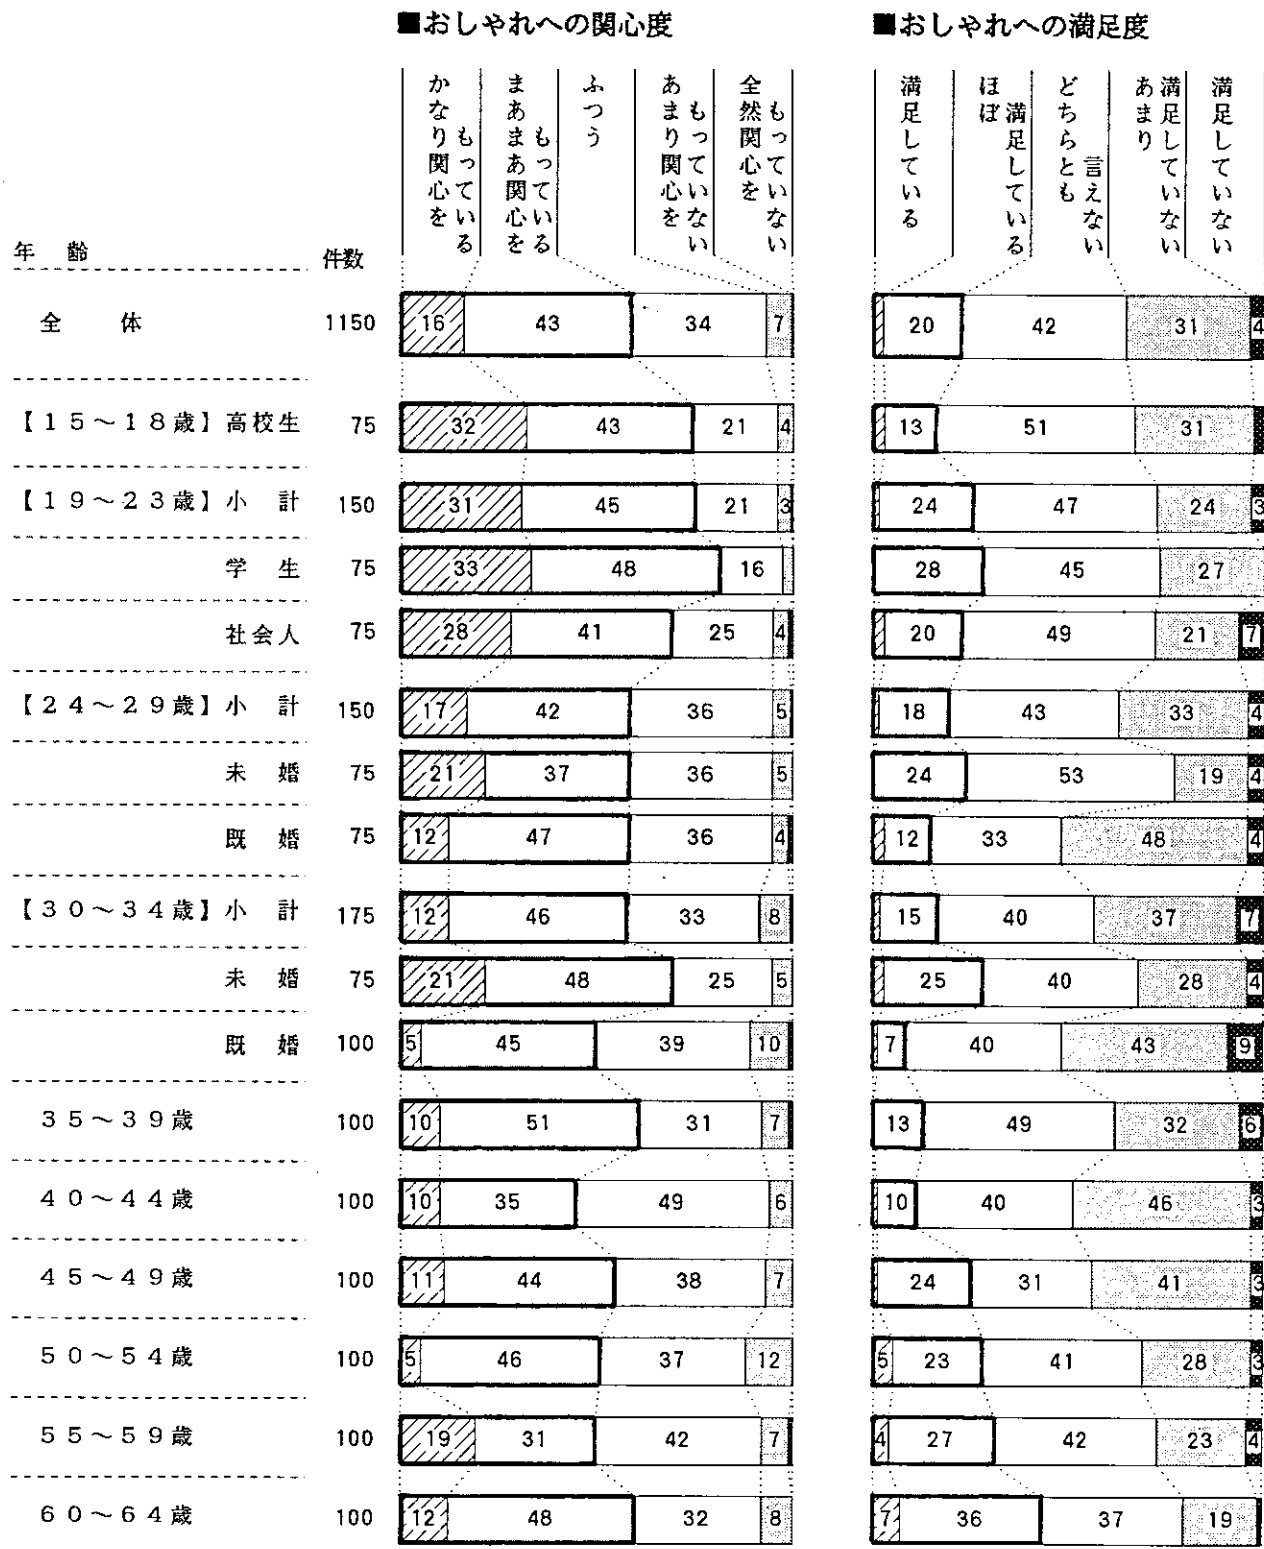 ■おしゃれへの関心度
■おしゃれへの満足度
かなり関心をもっている
まあまあ関心をもっている
ふつう
あまり関心をもっていない
全然関心をもっていない
満足している
ほぼ満足している
どちらとも言えない
あまり満足していない
満足していない
年齢 件数
全体 1150 16 43 34 7 20 42 31 4
【15～18歳】高校生 75 32 43 21 4 13 51 31
【19～23歳】小計 150 31 45 21 3 24 47 24 3
学生 75 33 48 16 28 45 27
社会人 75 28 41 25 4 20 49 21 7
【24～29歳】小計 150 17 42 36 5 18 43 33 4
未婚 75 21 37 36 5 24 53 19 4
既婚 75 12 47 36 4 12 33 48 4
【30～34歳】小計 175 12 46 33 8 15 40 37 7
未婚 75 21 48 25 5 25 40 28 4
既婚 100 5 45 39 10 7 40 43 9
35～39歳 100 10 51 31 7 13 49 32 6
40～44歳 100 10 35 49 6 10 40 46 3
45～49歳 100 11 44 38 7 24 31 41 3
50～54歳 100 5 46 37 12 5 23 41 28 3
55～59歳 100 19 31 42 7 4 27 42 23 4
60～64歳 100 12 48 32 8 7 36 37 19